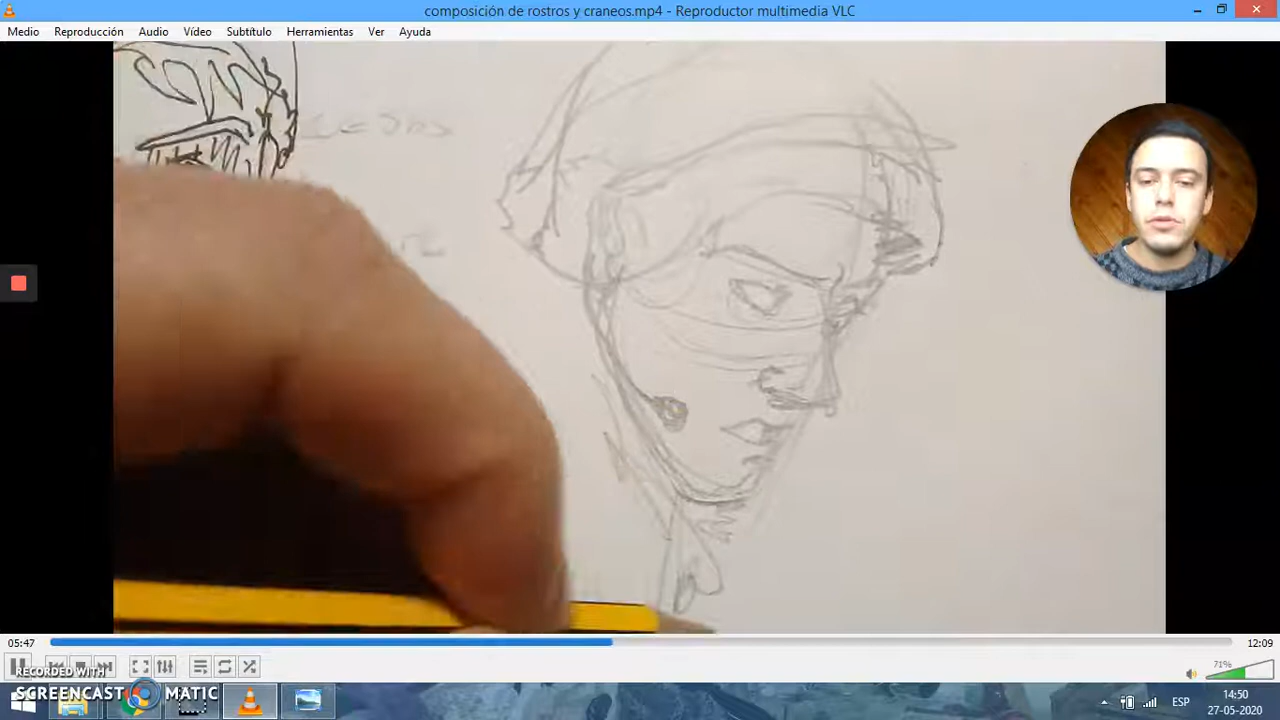 composición de rostros y craneos.mp4 - Reproductor multimedia VLC
Medio Reproducción Audio Vídeo Subtítulo Herramientas Ver Ayuda
05:47
12:09
71%
RECORDED WITH
SCREENCAST MATIC
ESP
14:50
27-05-2020